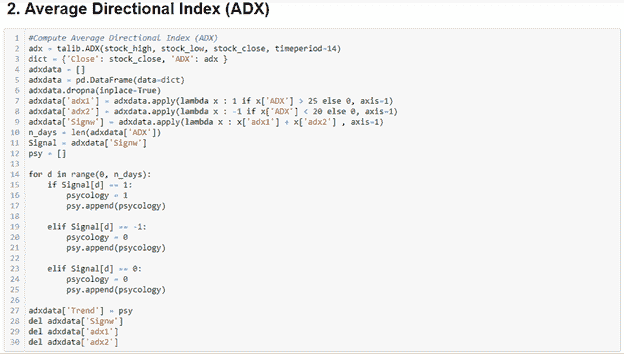 2. Average Directional Index (ADX)
1 #Compute Average Directional Index (ADX)
2 adx = talib.ADX(stock_high, stock_low, stock_close, timeperiod=14)
3 dict = {'Close': stock_close, 'ADX': adx }
4 adxdata = []
5 adxdata = pd.DataFrame(data=dict)
6 adxdata.dropna(inplace=True)
7 adxdata['adx1'] = adxdata.apply(lambda x : 1 if x['ADX'] > 25 else 0, axis=1)
8 adxdata['adx2'] = adxdata.apply(lambda x : -1 if x['ADX'] < 20 else 0, axis=1)
9 adxdata['Signw'] = adxdata.apply(lambda x : x['adx1'] + x['adx2'] , axis=1)
10 n_days = len(adxdata['ADX'])
11 Signal = adxdata['Signw']
12 psy = []
13
14 for d in range(0, n_days):
15 if Signal[d] == 1:
16 psycology = 1
17 psy.append(psycology)
18
19 elif Signal[d] == -1:
20 psycology = 0
21 psy.append(psycology)
22
23 elif Signal[d] == 0:
24 psycology = 0
25 psy.append(psycology)
26
27 adxdata['Trend'] = psy
28 del adxdata['Signw']
29 del adxdata['adx1']
30 del adxdata['adx2']